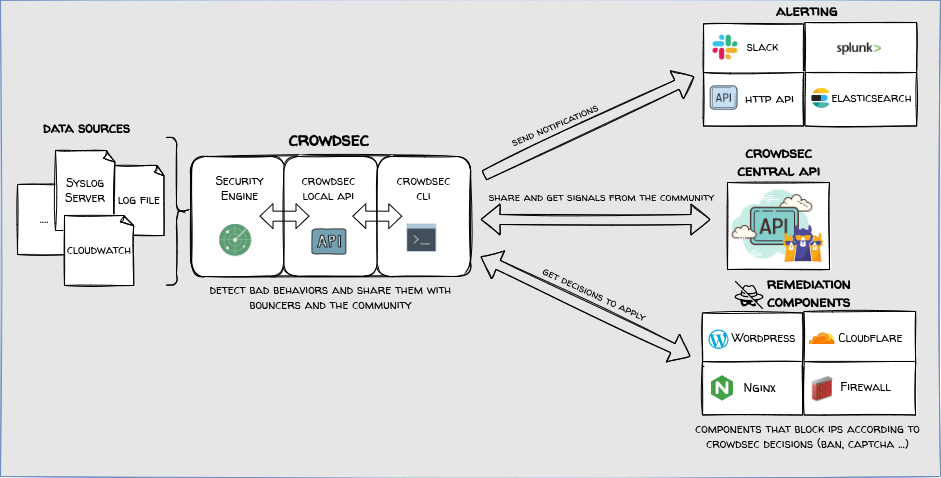 ALERTING
SLACK
splunk>
API
HTTP API
ELASTICSEARCH
DATA SOURCES
SYSLOG
SERVER
LOG FILE
....
CLOUDWATCH
CROWDSEC
SECURITY
ENGINE
CROWDSEC
LOCAL API
API
CROWDSEC
CLI
>_
DETECT BAD BEHAVIORS AND SHARE THEM WITH
BOUNCERS AND THE COMMUNITY
SEND NOTIFICATIONS
SHARE AND GET SIGNALS FROM THE COMMUNITY
GET DECISIONS TO APPLY
CROWDSEC
CENTRAL API
API
REMEDIATION
COMPONENTS
WORDPRESS
CLOUDFLARE
NGINX
FIREWALL
COMPONENTS THAT BLOCK IPS ACCORDING TO
CROWDSEC DECISIONS (BAN, CAPTCHA ...)